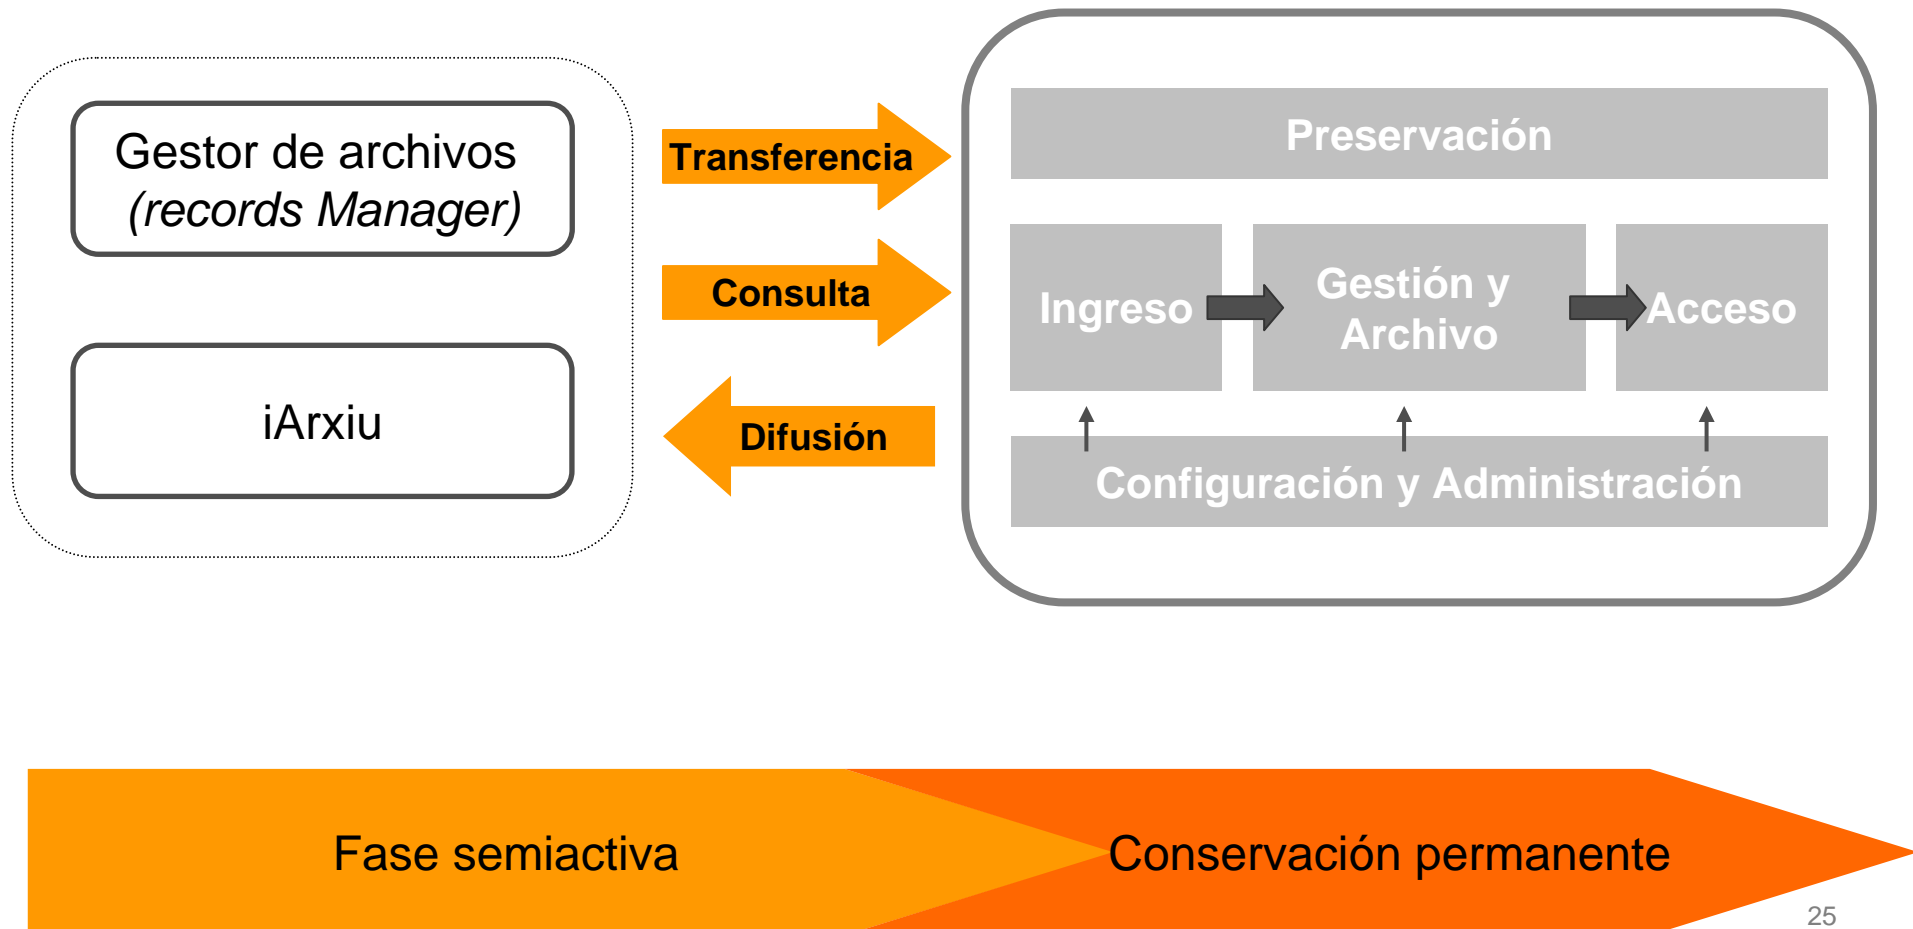 Gestor de archivos
(records Manager)
iArxiu
Transferencia
Consulta
Difusión
Preservación
Ingreso
Gestión y
Archivo
Acceso
Configuración y Administración
Fase semiactiva
Conservación permanente
25